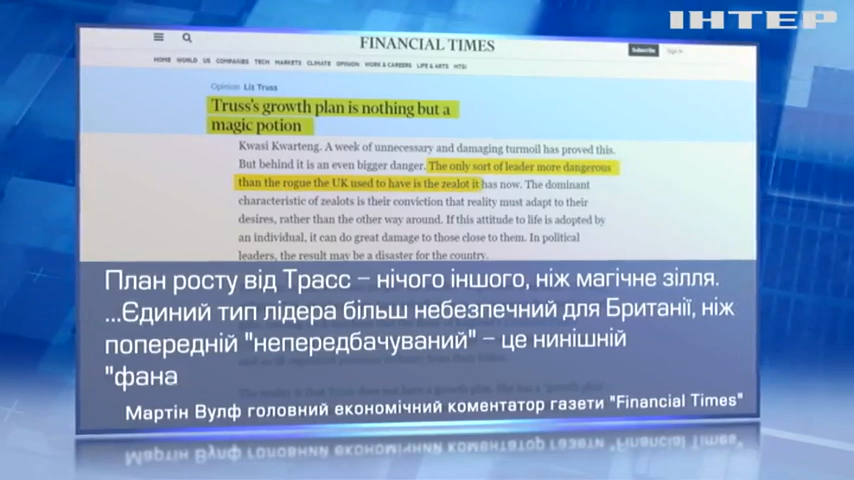 ІНТЕР
FINANCIAL TIMES
Subscribe
Sign in
HOME WORLD US COMPANIES TECH MARKETS CLIMATE OPINION WORK & CAREERS LIFE & ARTS HTSI
Opinion Liz Truss
Truss's growth plan is nothing but a
magic potion
Kwasi Kwarteng. A week of unnecessary and damaging turmoil has proved this.
But behind it is an even bigger danger. The only sort of leader more dangerous
than the rogue the UK used to have is the zealot it has now. The dominant
characteristic of zealots is their conviction that reality must adapt to their
desires, rather than the other way around. If this attitude to life is adopted by
an individual, it can do great damage to those close to them. In political
leaders, the result may be a disaster for the country.
План росту від Трасс – нічого іншого, ніж магічне зілля.
...Єдиний тип лідера більш небезпечний для Британії, ніж
попередній "непередбачуваний" – це нинішній
"фана
Мартін Вулф головний економічний коментатор газети "Financial Times"